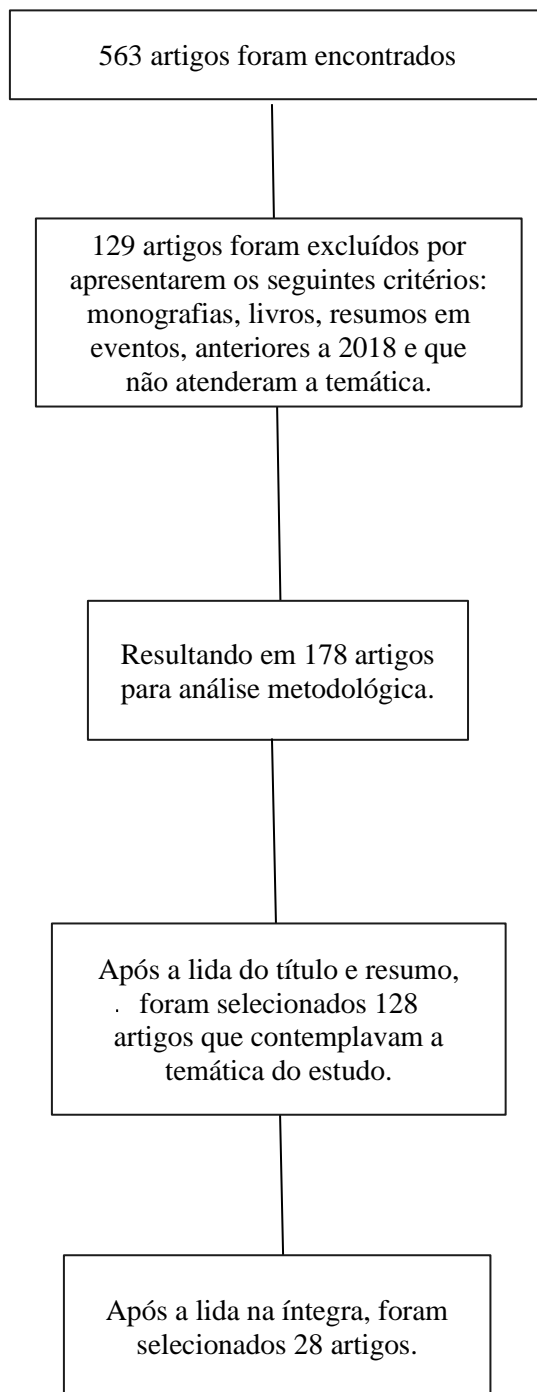 563 artigos foram encontrados
129 artigos foram excluídos por
apresentarem os seguintes critérios:
monografias, livros, resumos em
eventos, anteriores a 2018 e que
não atenderam a temática.
Resultando em 178 artigos
para análise metodológica.
Após a lida do título e resumo,
. foram selecionados 128
artigos que contemplavam a
temática do estudo.
Após a lida na íntegra, foram
selecionados 28 artigos.